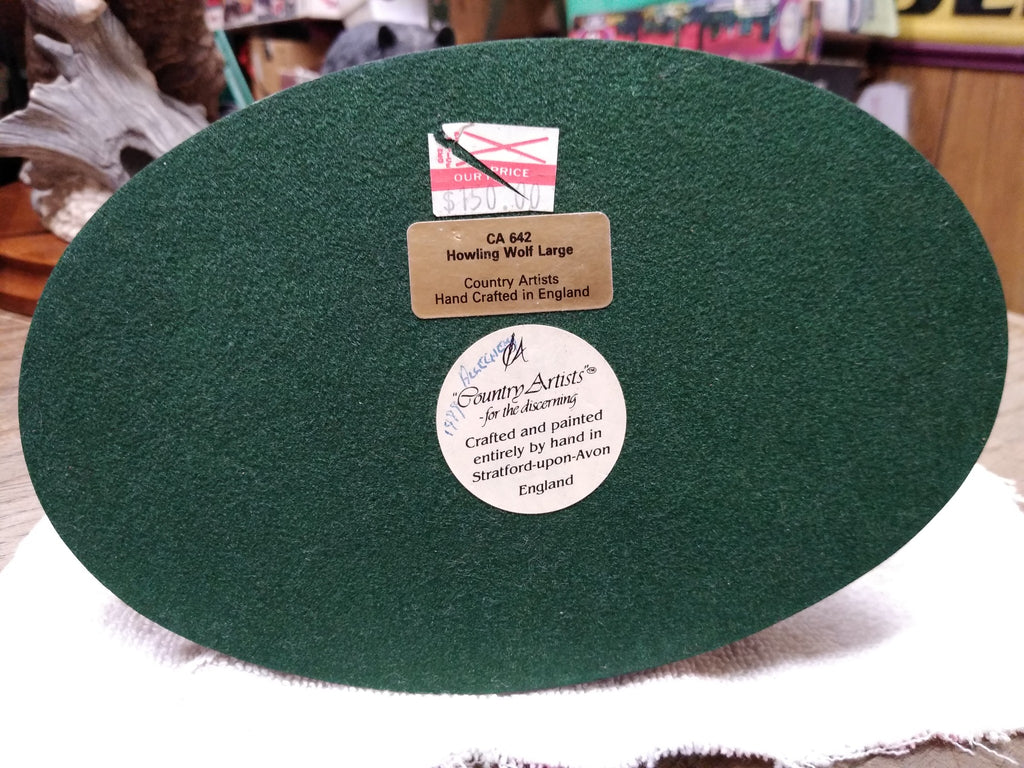 OUR PRICE
$150.00
CA 642
Howling Wolf Large
Country Artists
Hand Crafted in England
CA
"Country Artists"™
-for the discerning
Crafted and painted
entirely by hand in
Stratford-upon-Avon
England